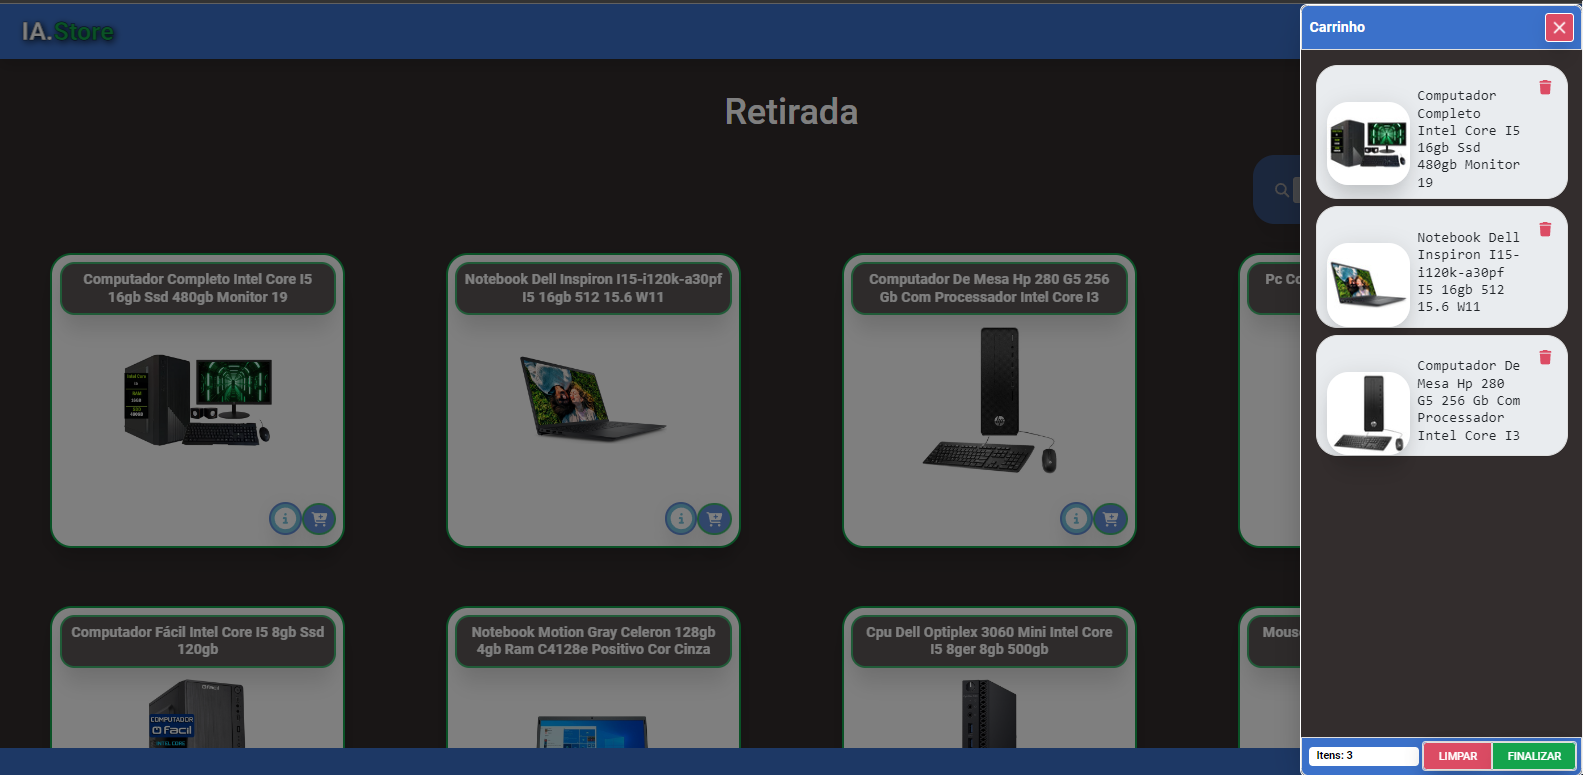 IA.Store
Retirada
Computador Completo Intel Core I5
16gb Ssd 480gb Monitor 19
Notebook Dell Inspiron I15-i120k-a30pf
I5 16gb 512 15.6 W11
Computador De Mesa Hp 280 G5 256
Gb Com Processador Intel Core I3
Pc Co
Computador Fácil Intel Core I5 8gb Ssd
120gb
COMPUTADOR
facil
INTEL CORE
Notebook Motion Gray Celeron 128gb
4gb Ram C4128e Positivo Cor Cinza
Cpu Dell Optiplex 3060 Mini Intel Core
I5 8ger 8gb 500gb
Mous
Carrinho
Computador
Completo
Intel Core I5
16gb Ssd
480gb Monitor
19
Notebook Dell
Inspiron I15-
i120k-a30pf
I5 16gb 512
15.6 W11
Computador De
Mesa Hp 280
G5 256 Gb Com
Processador
Intel Core I3
Itens: 3
LIMPAR
FINALIZAR